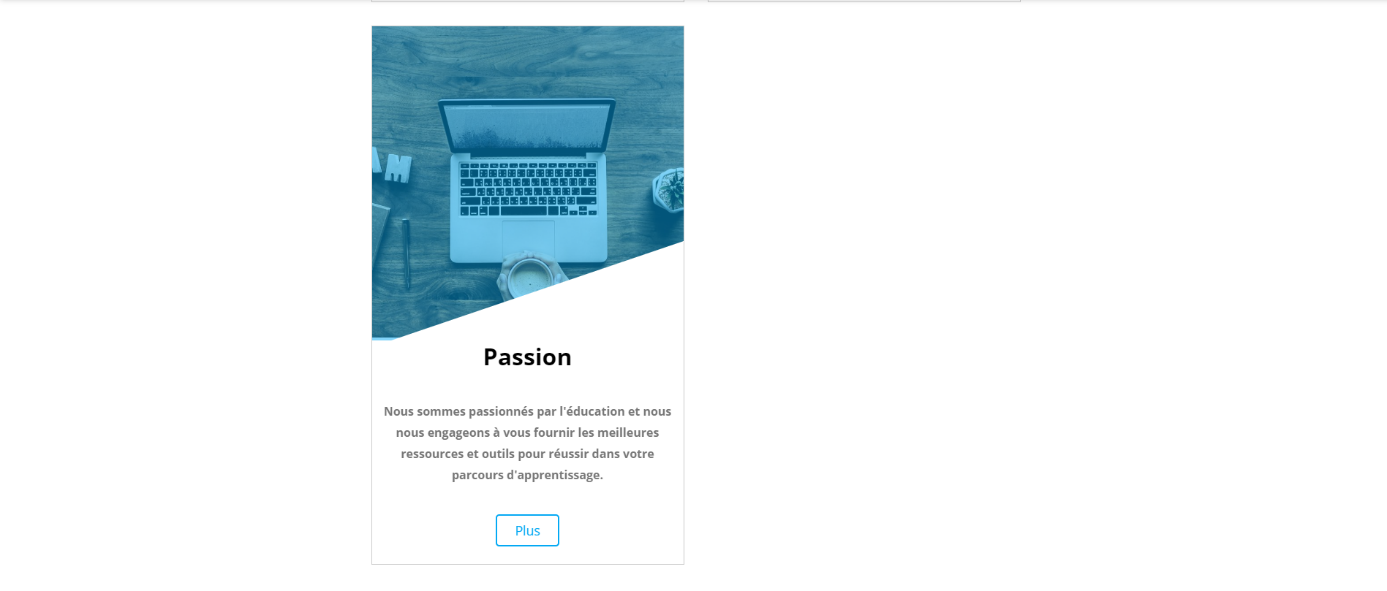 Passion
Nous sommes passionnés par l'éducation et nous
nous engageons à vous fournir les meilleures
ressources et outils pour réussir dans votre
parcours d'apprentissage.
Plus